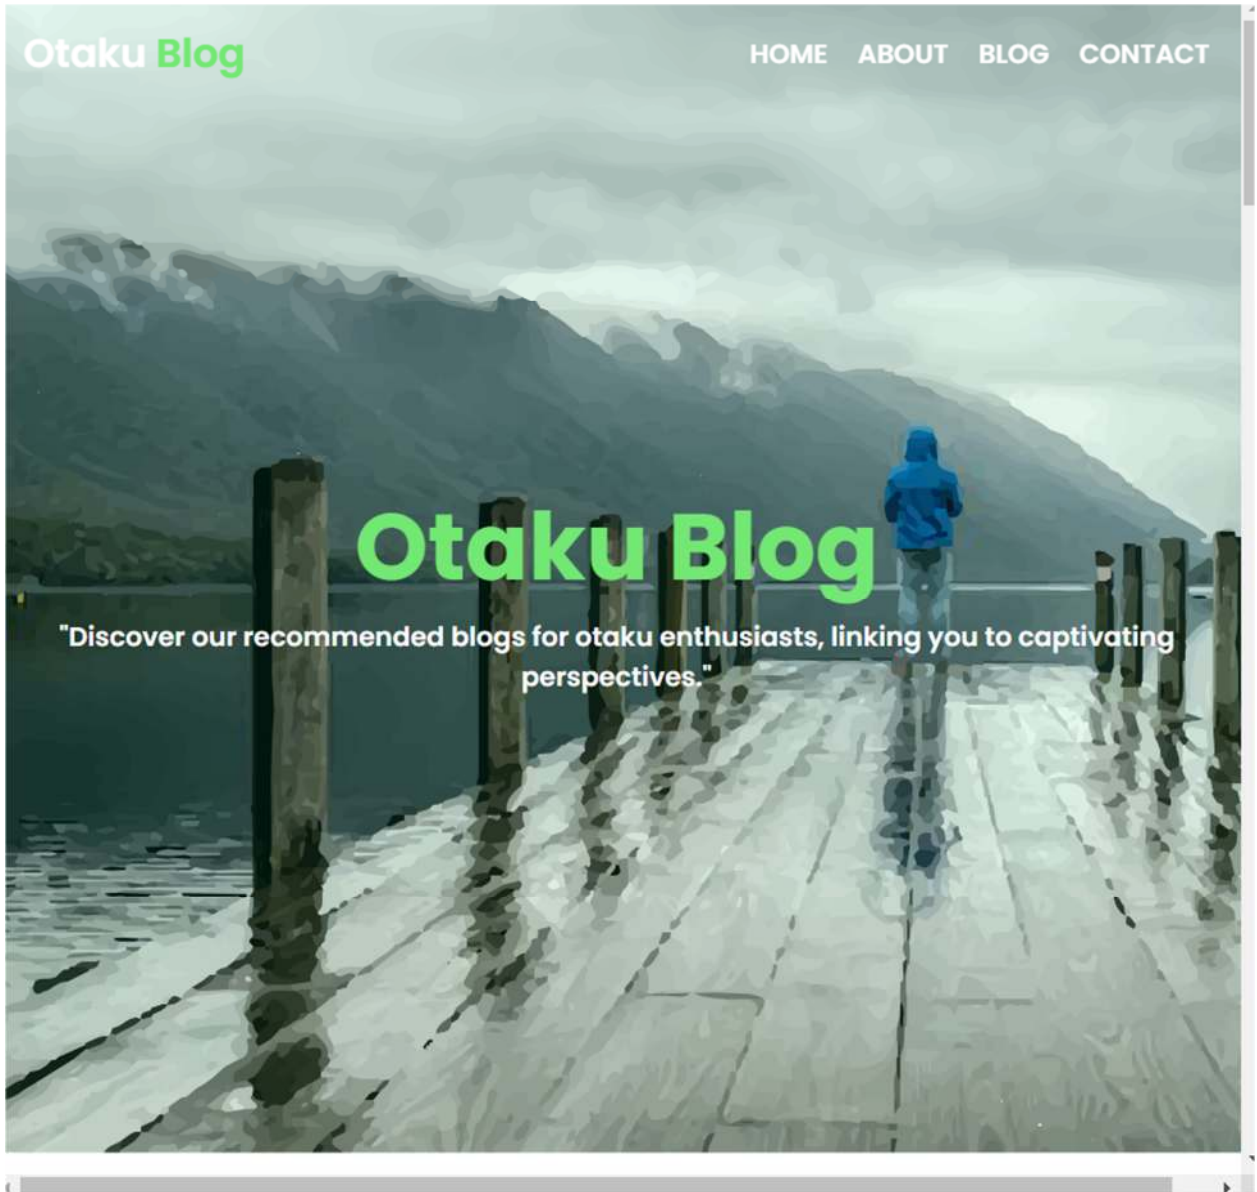 Otaku Blog
HOME ABOUT BLOG CONTACT
Otaku Blog
"Discover our recommended blogs for otaku enthusiasts, linking you to captivating
perspectives."